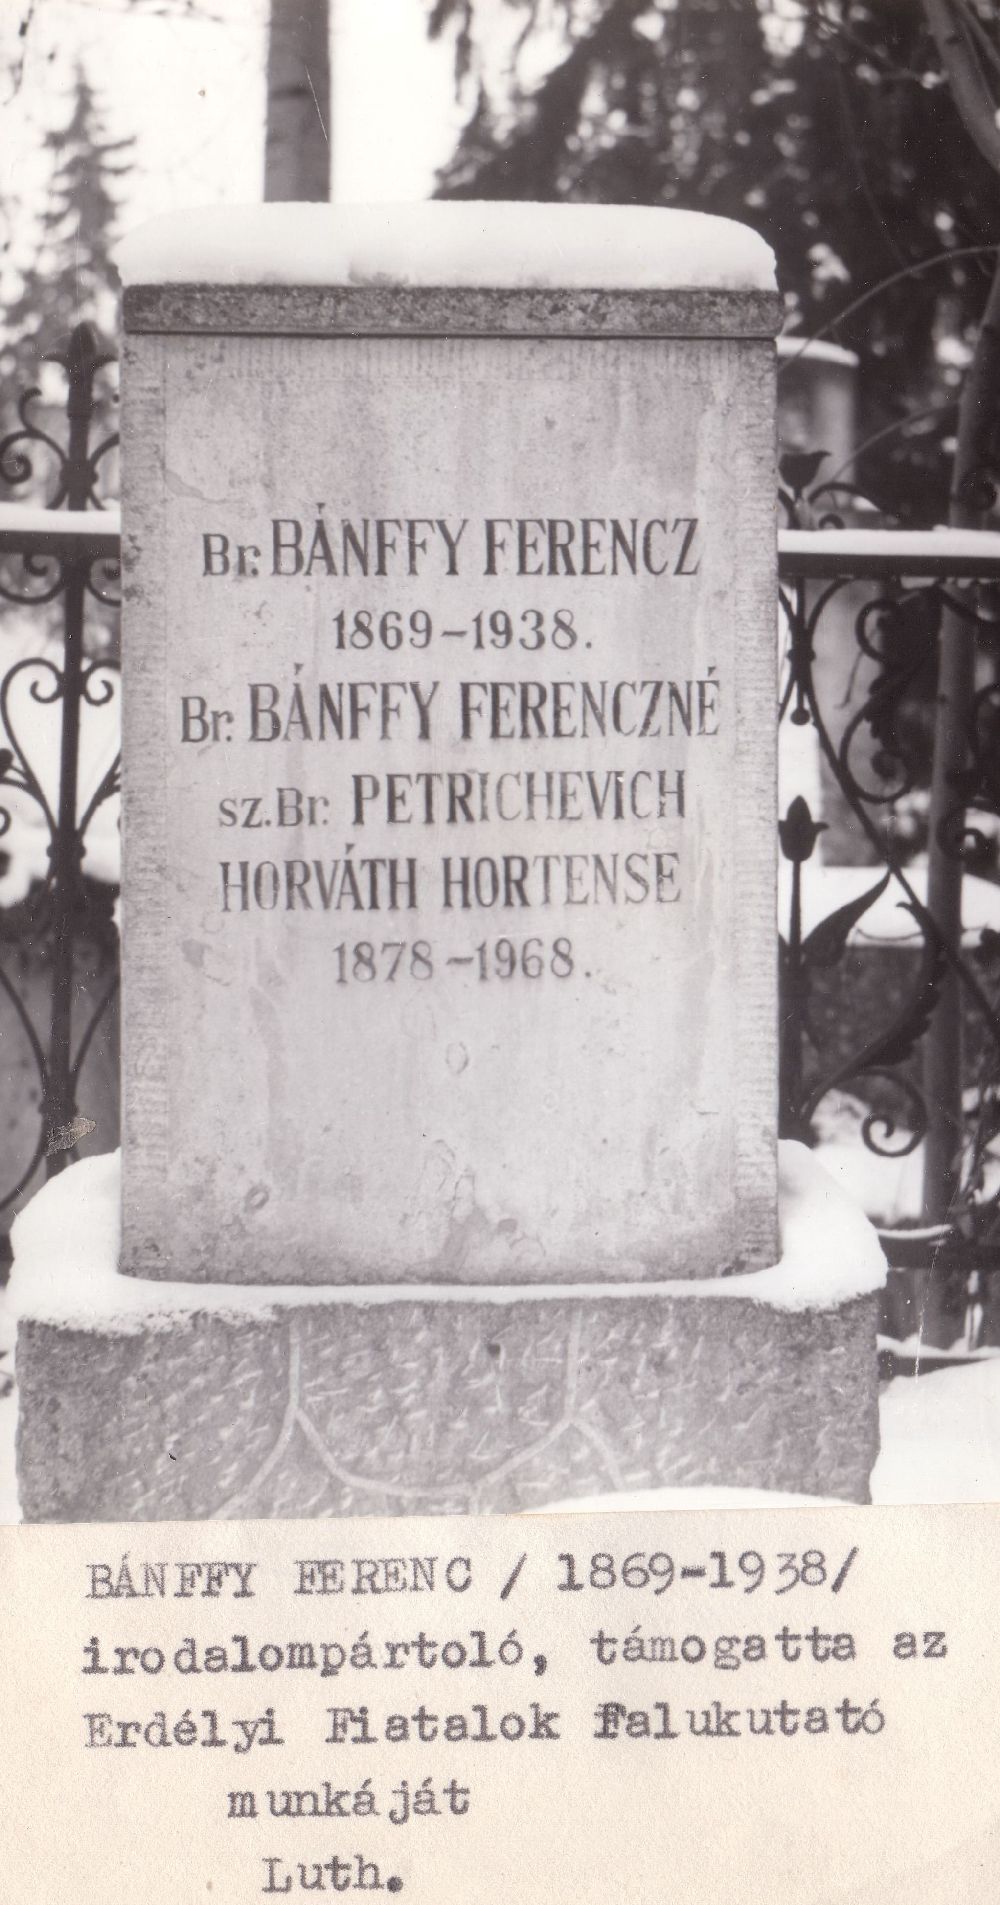 Br. BÁNFFY FERENCZ
1869-1938.
Br. BÁNFFY FERENCZNÉ
sz. Br. PETRICHEVICH
HORVÁTH HORTENSE
1878-1968.
BÁNFFY FERENC / 1869-1938/
irodalompártoló, támogatta az
Erdélyi Fiatalok Falukutató
munkáját
Luth.